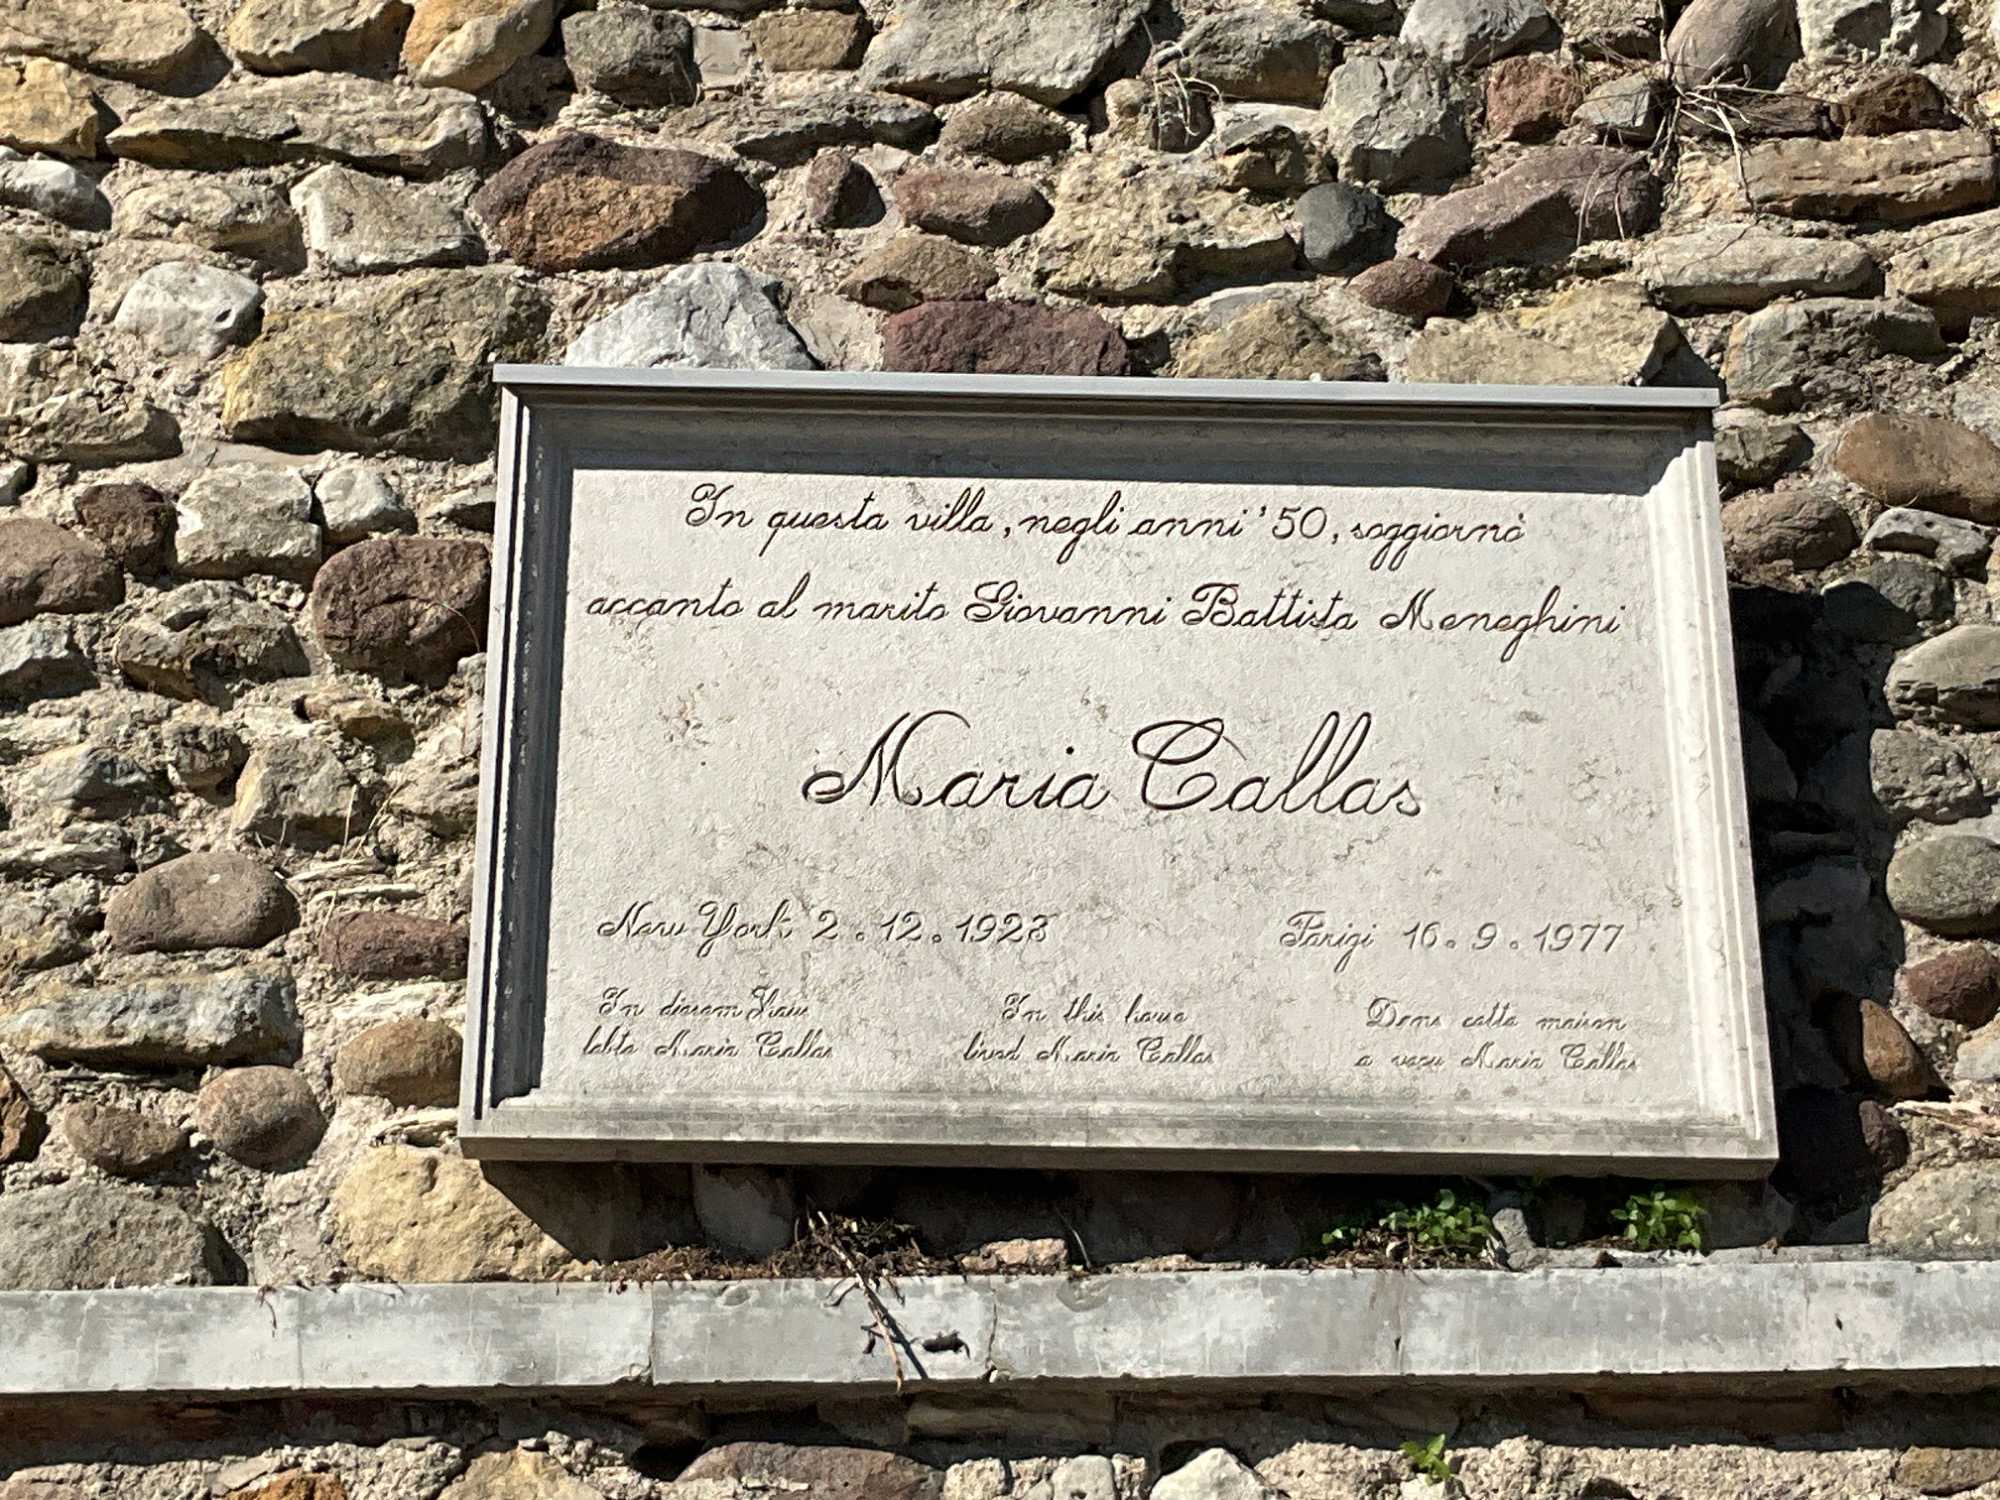 In questa villa, negli anni '50, soggiornò
accanto al marito Giovanni Battista Meneghini
Maria Callas
New York 2.12.1923
Parigi 16.9.1977
In diesem Haus
lebte Maria Callas
In this house
lived Maria Callas
Dans cette maison
a vecu Maria Callas